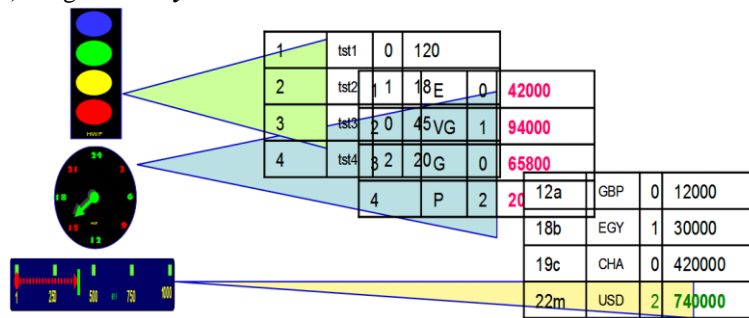 1 tst1 0 120
2 tst2 1 18
3 tst3 0 45
4 tst4 2 20
1 E 0 42000
2 VG 1 94000
3 G 0 65800
4 P 2 20
12a GBP 0 12000
18b EGY 1 30000
19c CHA 0 420000
22m USD 2 740000
24
21 3
18 6
15 9
12
1 250 500 750 1000